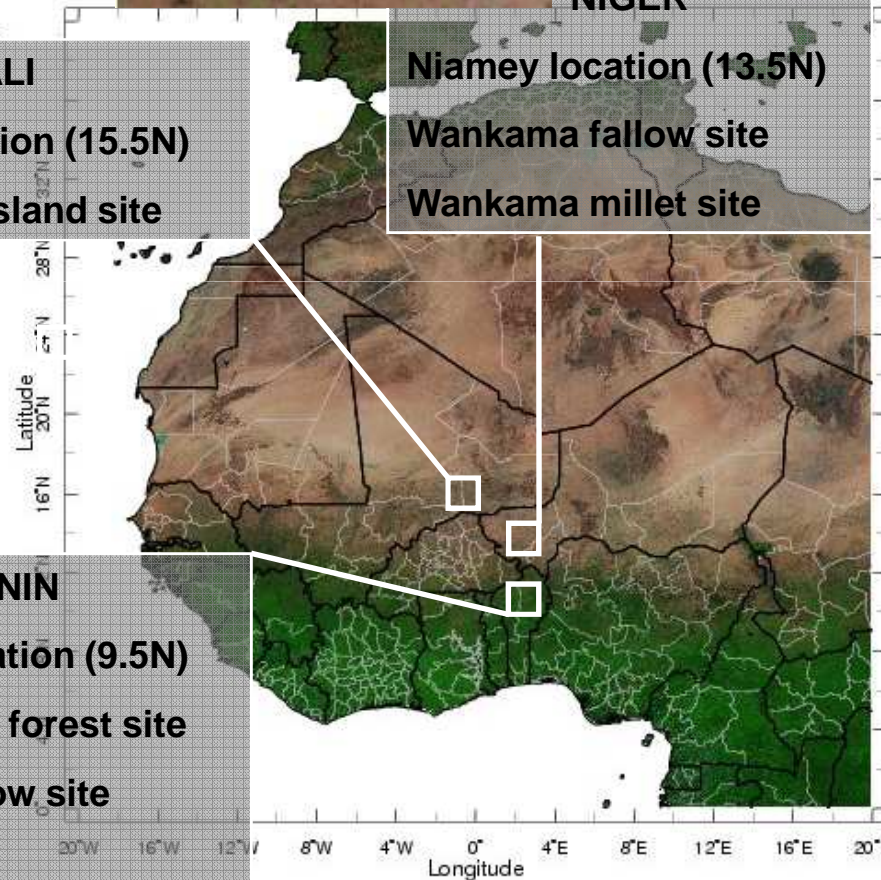 NIGER
Niamey location (13.5N)
Wankama fallow site
Wankama millet site
ALI
ion (15.5N)
sland site
NIN
ation (9.5N)
forest site
ow site
Latitude
32°N
28°N
24°N
20°N
16°N
0°
20°W 16°W 12°W 8°W 4°W 0° 4°E 8°E 12°E 16°E 20°
Longitude